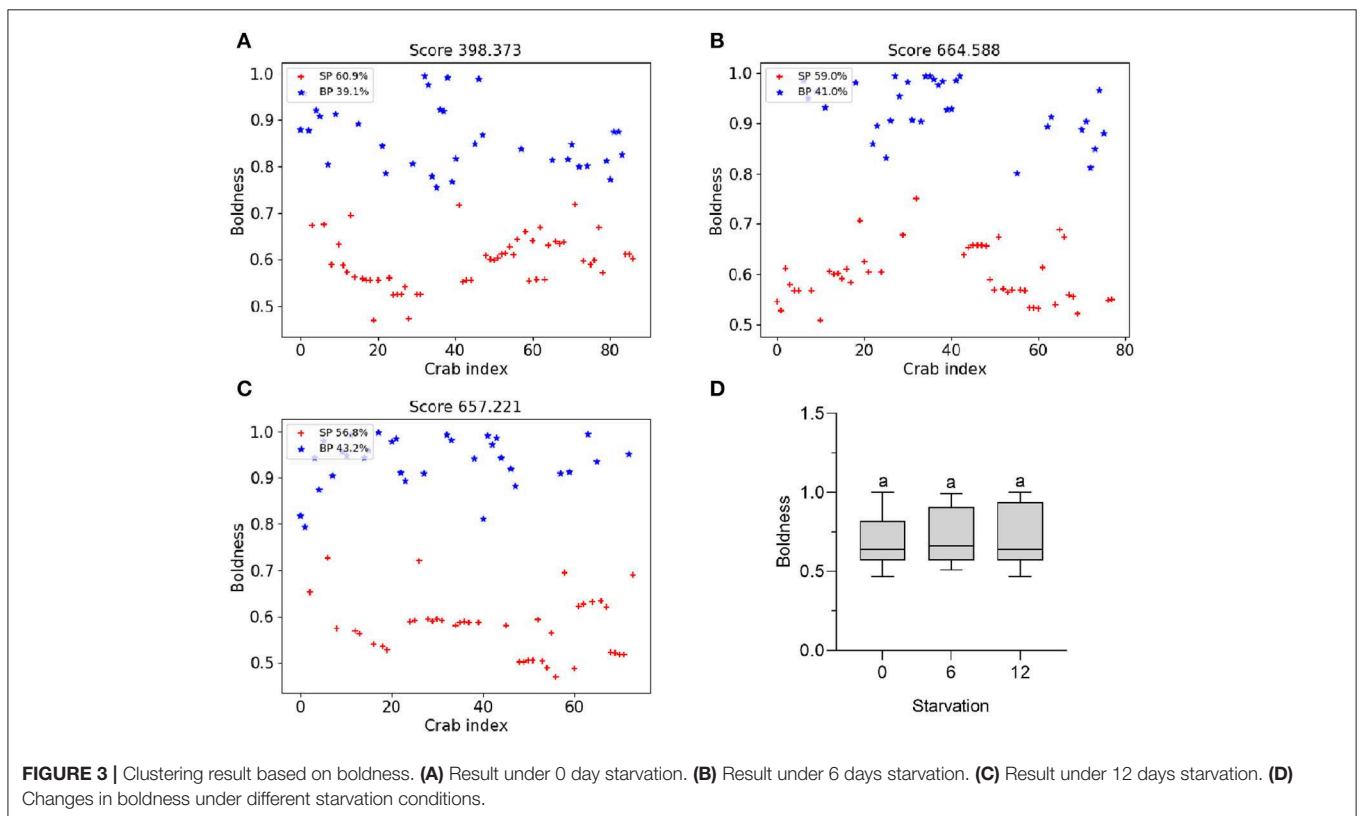 A
Score 398.373
SP 60.9%
BP 39.1%
1.0
0.9
0.8
0.7
0.6
0.5
Boldness
0 20 40 60 80
Crab index
B
Score 664.588
SP 59.0%
BP 41.0%
1.0
0.9
0.8
0.7
0.6
0.5
Boldness
0 20 40 60 80
Crab index
C
Score 657.221
SP 56.8%
BP 43.2%
1.0
0.9
0.8
0.7
0.6
0.5
Boldness
0 20 40 60
Crab index
D
1.5
1.0
0.5
0.0
Boldness
a a a
0 6 12
Starvation
FIGURE 3 | Clustering result based on boldness. (A) Result under 0 day starvation. (B) Result under 6 days starvation. (C) Result under 12 days starvation. (D)
Changes in boldness under different starvation conditions.